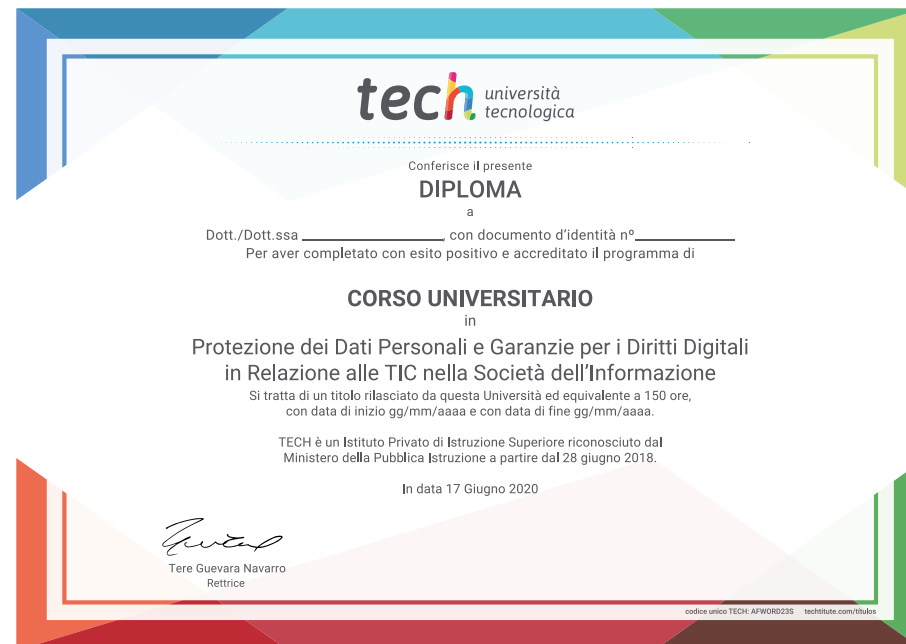 tech università
tecnologica
Conferisce il presente
DIPLOMA
a
Dott./Dott.ssa ____________________, con documento d'identità nº______________
Per aver completato con esito positivo e accreditato il programma di
CORSO UNIVERSITARIO
in
Protezione dei Dati Personali e Garanzie per i Diritti Digitali
in Relazione alle TIC nella Società dell'Informazione
Si tratta di un titolo rilasciato da questa Università ed equivalente a 150 ore,
con data di inizio gg/mm/aaaa e con data di fine gg/mm/aaaa.
TECH è un Istituto Privato di Istruzione Superiore riconosciuto dal
Ministero della Pubblica Istruzione a partire dal 28 giugno 2018.
In data 17 Giugno 2020
Tere Guevara Navarro
Rettrice
codice unico TECH: AFWORD23S techtitute.com/titulos